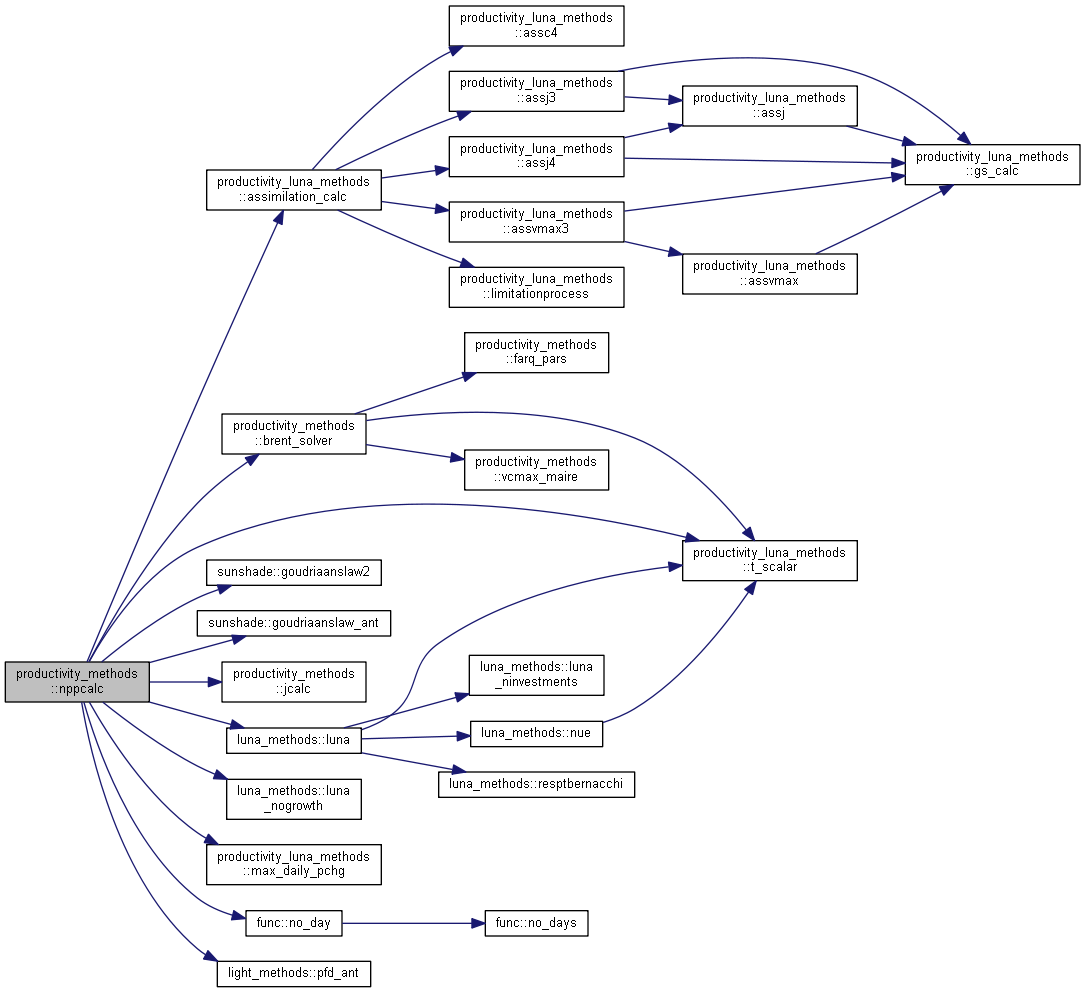 productivity_luna_methods
::assc4
productivity_luna_methods
::assj3
productivity_luna_methods
::assj
productivity_luna_methods
::assj4
productivity_luna_methods
::gs_calc
productivity_luna_methods
::assimilation_calc
productivity_luna_methods
::assvmax3
productivity_luna_methods
::assvmax
productivity_luna_methods
::limitationprocess
productivity_methods
::farq_pars
productivity_methods
::brent_solver
productivity_methods
::vcmax_maire
productivity_luna_methods
::t_scalar
sunshade::goudriaanslaw2
sunshade::goudriaanslaw_ant
productivity_methods
::nppcalc
productivity_methods
::jcalc
luna_methods::luna
_ninvestments
luna_methods::luna
luna_methods::nue
luna_methods::resptbernacchi
luna_methods::luna
_nogrowth
productivity_luna_methods
::max_daily_pchg
func::no_day
func::no_days
light_methods::pfd_ant